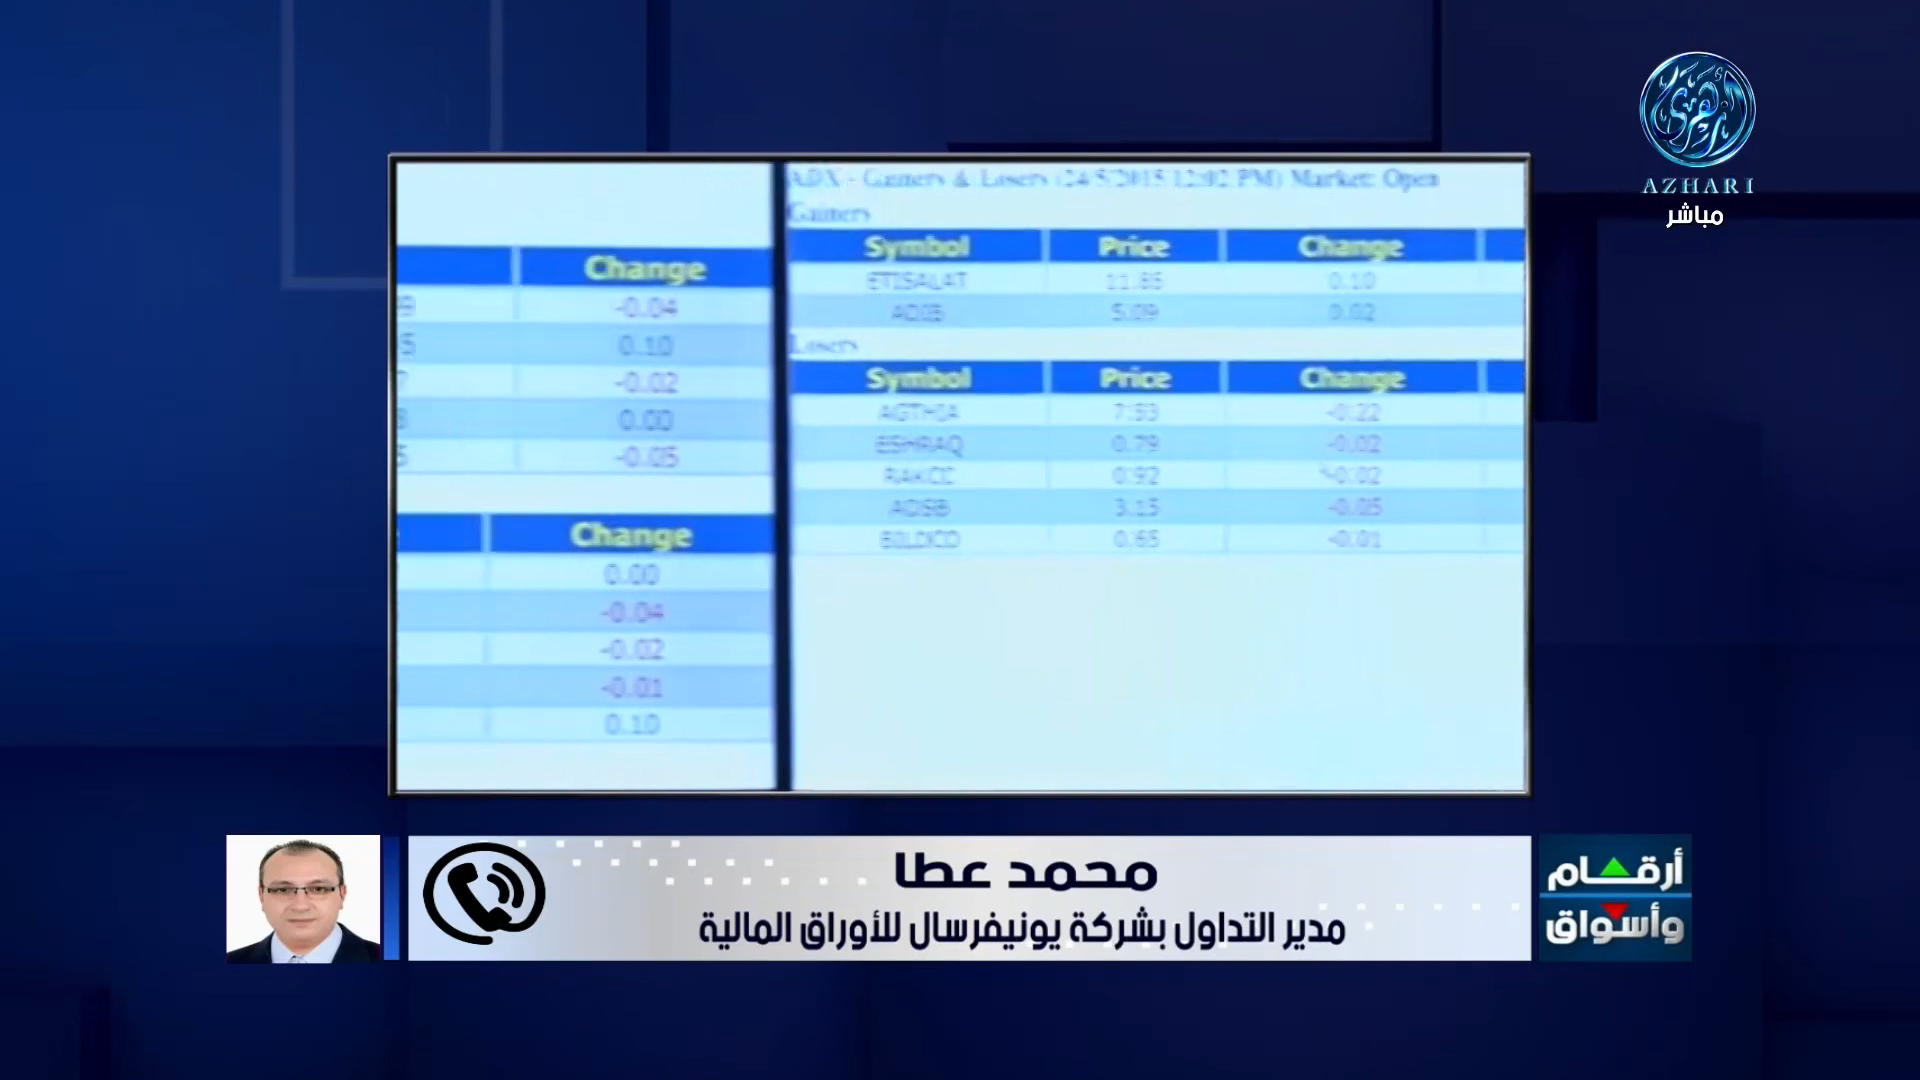 أزهري
AZHARI
مباشر
ADX - Gainers & Losers (24/5/2015 12:02 PM) Market: Open
Gainers
Symbol Price Change
ETISALAT 11.85 0.10
ADIB 5.09 0.02
Losers
Symbol Price Change
AGTHIA 7.53 -0.22
ESHRAQ 0.79 -0.02
RAKCC 0.92 -0.02
ADSB 3.15 -0.05
BILDCO 0.65 -0.01
Change
-0.04
0.10
-0.02
0.00
-0.05
Change
0.00
-0.04
-0.02
-0.01
0.10
محمد عطا
مدير التداول بشركة يونيفرسال للأوراق المالية
أرقام
وأسواق